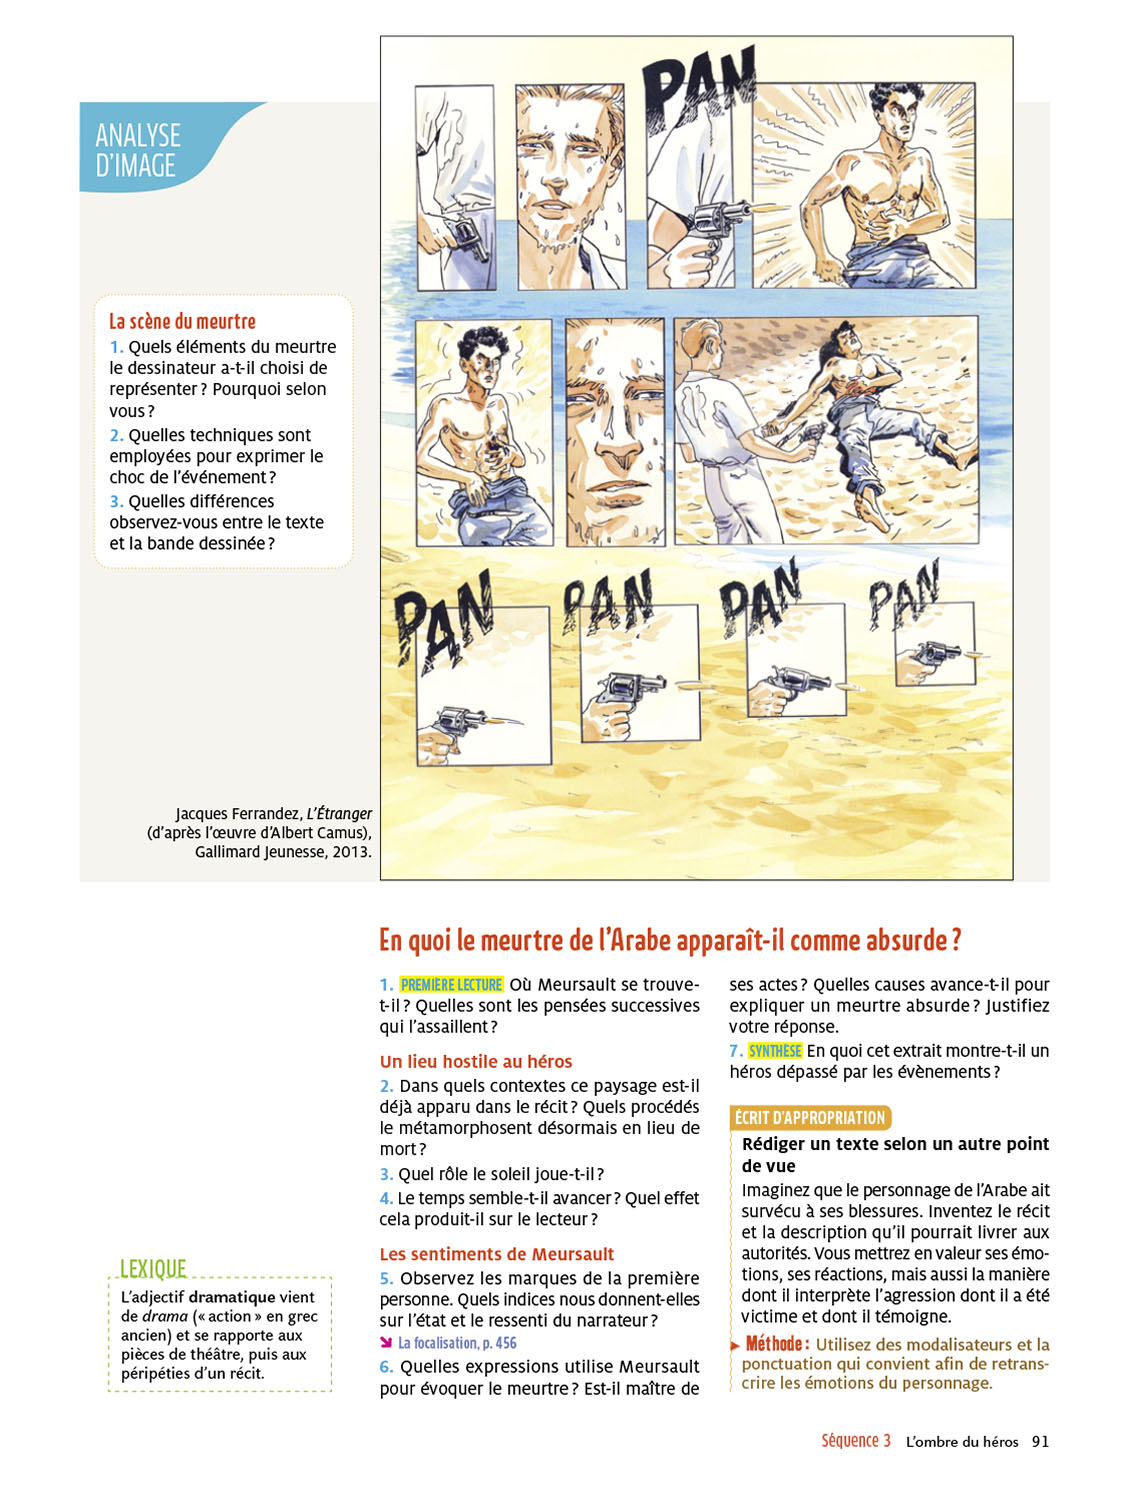 ANALYSE
D'IMAGE
La scène du meurtre
1. Quels éléments du meurtre
le dessinateur a-t-il choisi de
représenter ? Pourquoi selon
vous ?
2. Quelles techniques sont
employées pour exprimer le
choc de l'événement ?
3. Quelles différences
observez-vous entre le texte
et la bande dessinée ?
PAN
PAN
PAN
PAN
PAN
Jacques Ferrandez, L'Étranger
(d'après l'œuvre d'Albert Camus),
Gallimard Jeunesse, 2013.
En quoi le meurtre de l'Arabe apparaît-il comme absurde ?
1. PREMIÈRE LECTURE Où Meursault se trouve-
t-il ? Quelles sont les pensées successives
qui l'assaillent ?
Un lieu hostile au héros
2. Dans quels contextes ce paysage est-il
déjà apparu dans le récit ? Quels procédés
le métamorphosent désormais en lieu de
mort ?
3. Quel rôle le soleil joue-t-il ?
4. Le temps semble-t-il avancer ? Quel effet
cela produit-il sur le lecteur ?
Les sentiments de Meursault
5. Observez les marques de la première
personne. Quels indices nous donnent-elles
sur l'état et le ressenti du narrateur ?
La focalisation, p. 456
6. Quelles expressions utilise Meursault
pour évoquer le meurtre ? Est-il maître de
ses actes ? Quelles causes avance-t-il pour
expliquer un meurtre absurde ? Justifiez
votre réponse.
7. SYNTHÈSE En quoi cet extrait montre-t-il un
héros dépassé par les évènements ?
ÉCRIT D'APPROPRIATION
Rédiger un texte selon un autre point
de vue
Imaginez que le personnage de l'Arabe ait
survécu à ses blessures. Inventez le récit
et la description qu'il pourrait livrer aux
autorités. Vous mettrez en valeur ses émo-
tions, ses réactions, mais aussi la manière
dont il interprète l'agression dont il a été
victime et dont il témoigne.
Méthode : Utilisez des modalisateurs et la
ponctuation qui convient afin de retrans-
crire les émotions du personnage.
LEXIQUE
L'adjectif dramatique vient
de drama (« action » en grec
ancien) et se rapporte aux
pièces de théâtre, puis aux
péripéties d'un récit.
Séquence 3 L'ombre du héros 91